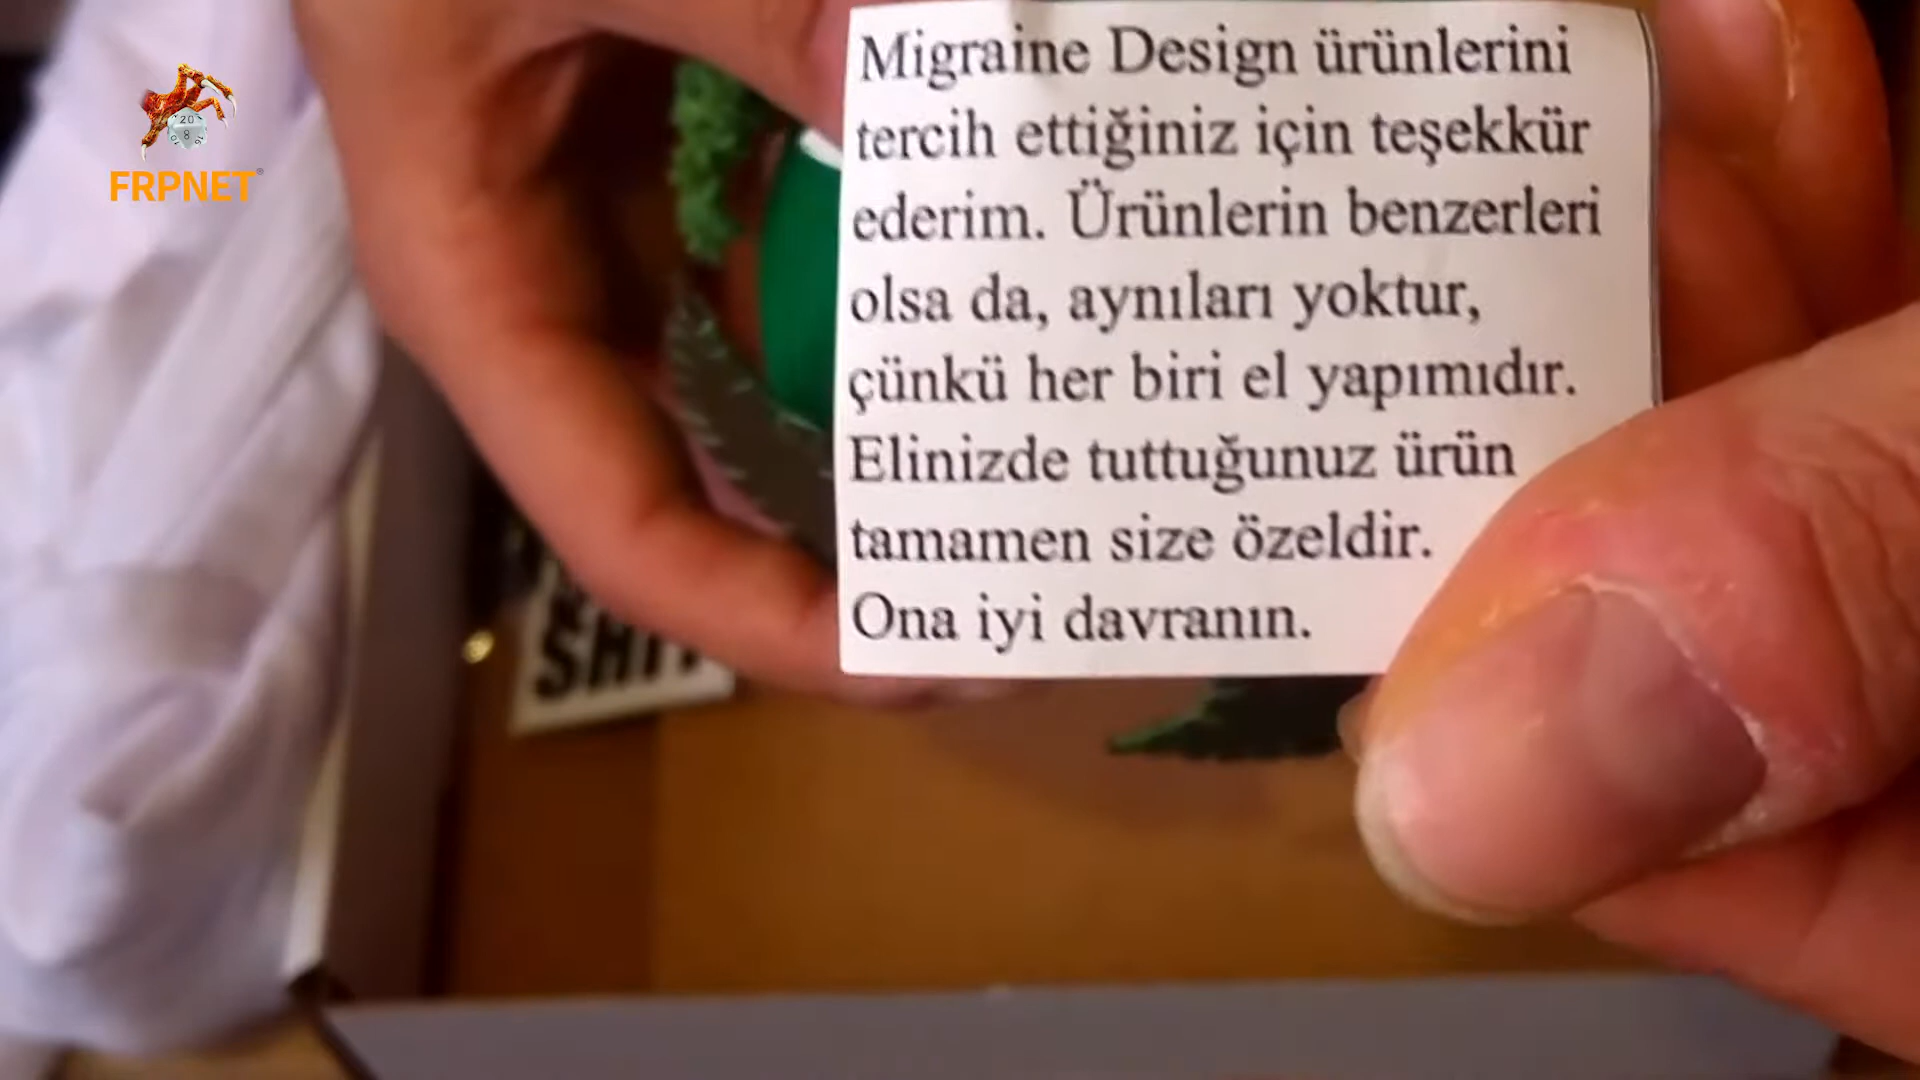 FRPNET
Migraine Design ürünlerini
tercih ettiğiniz için teşekkür
ederim. Ürünlerin benzerleri
olsa da, aynıları yoktur,
çünkü her biri el yapımıdır.
Elinizde tuttuğunuz ürün
tamamen size özeldir.
Ona iyi davranın.